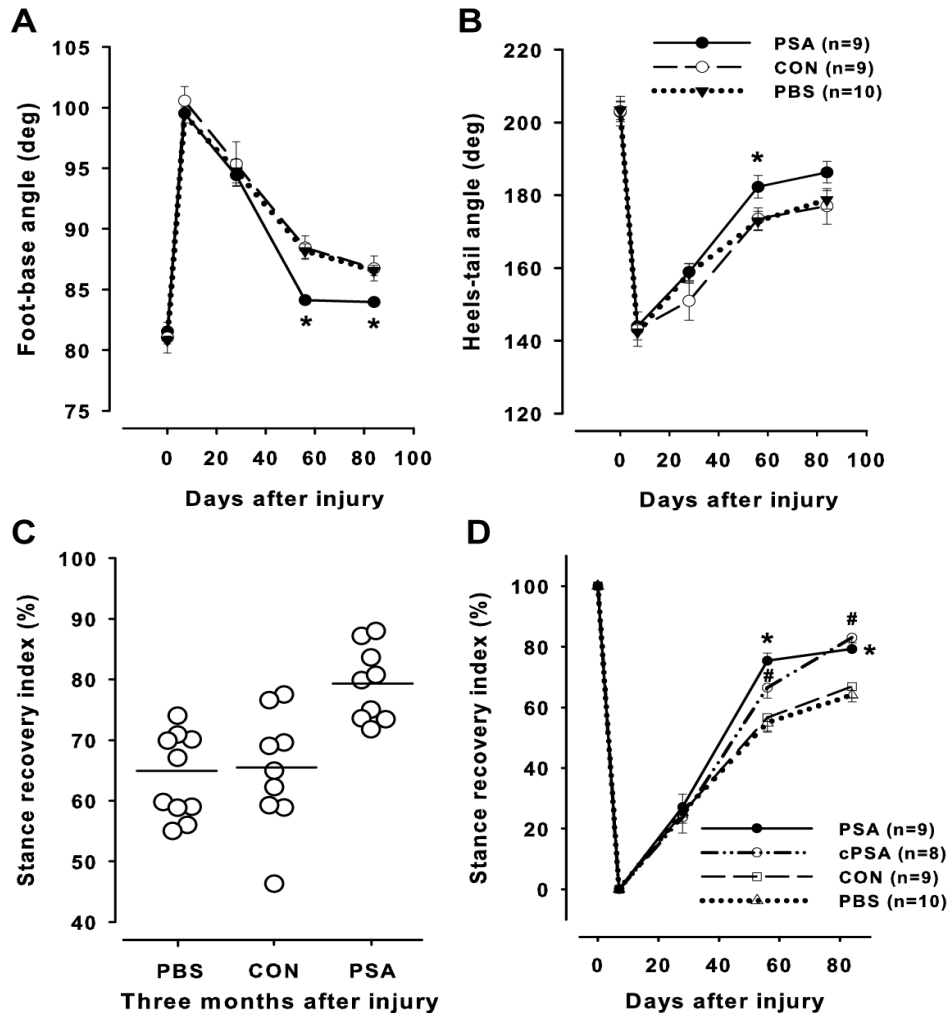 A
105
100
95
90
85
80
75
Foot-base angle (deg)
0 20 40 60 80 100
Days after injury
* *
B
220
200
180
160
140
120
Heels-tail angle (deg)
PSA (n=9)
CON (n=9)
PBS (n=10)
*
0 20 40 60 80 100
Days after injury
C
100
90
80
70
60
50
40
Stance recovery index (%)
PBS CON PSA
Three months after injury
D
100
80
60
40
20
0
Stance recovery index (%)
#
* *
#
PSA (n=9)
cPSA (n=8)
CON (n=9)
PBS (n=10)
0 20 40 60 80
Days after injury